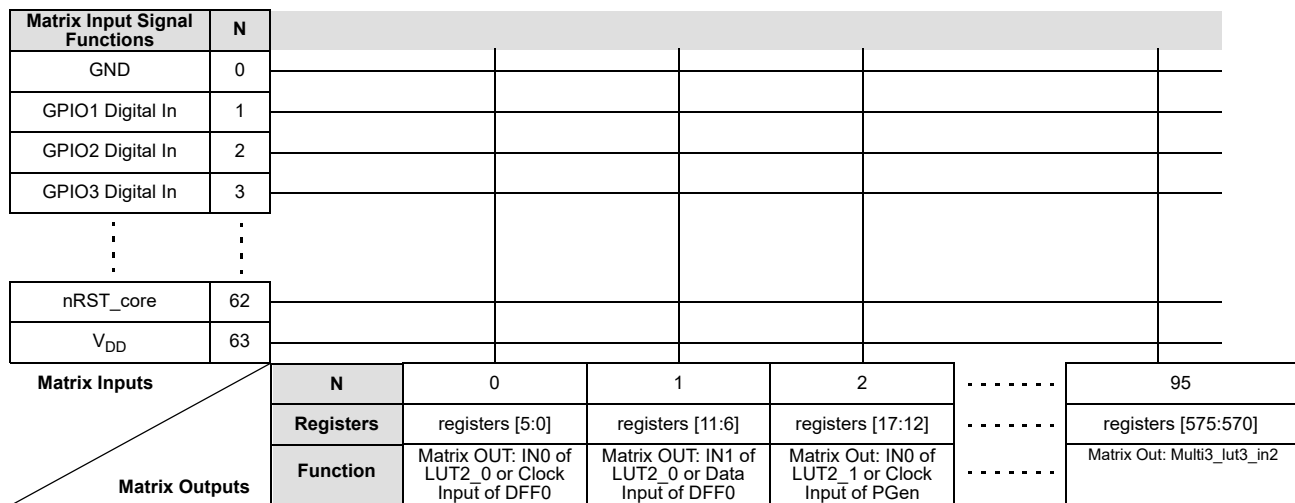 Matrix Input Signal
Functions
N
GND
0
GPIO1 Digital In
1
GPIO2 Digital In
2
GPIO3 Digital In
3
nRST_core
62
VDD
63
Matrix Inputs
Matrix Outputs
N
0
1
2
95
Registers
registers [5:0]
registers [11:6]
registers [17:12]
registers [575:570]
Function
Matrix OUT: IN0 of
LUT2_0 or Clock
Input of DFF0
Matrix OUT: IN1 of
LUT2_0 or Data
Input of DFF0
Matrix Out: IN0 of
LUT2_1 or Clock
Input of PGen
Matrix Out: Multi3_lut3_in2